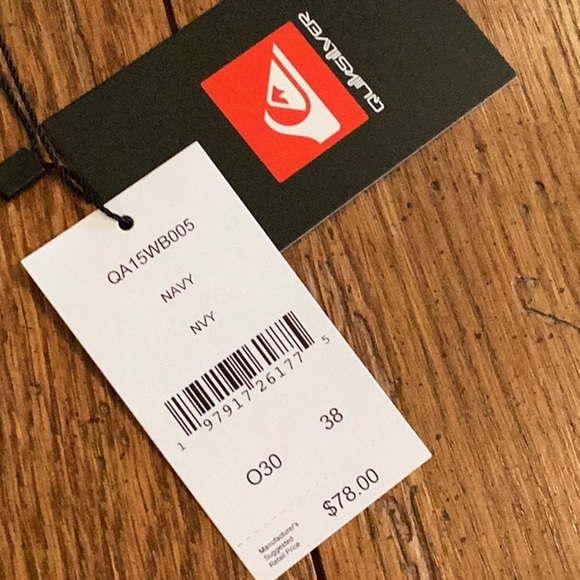 QUIKSILVER
QA15WB005
NAVY
NVY
1 97917 26177 5
O30 38
$78.00
Manufacturer's
Suggested
Retail Price